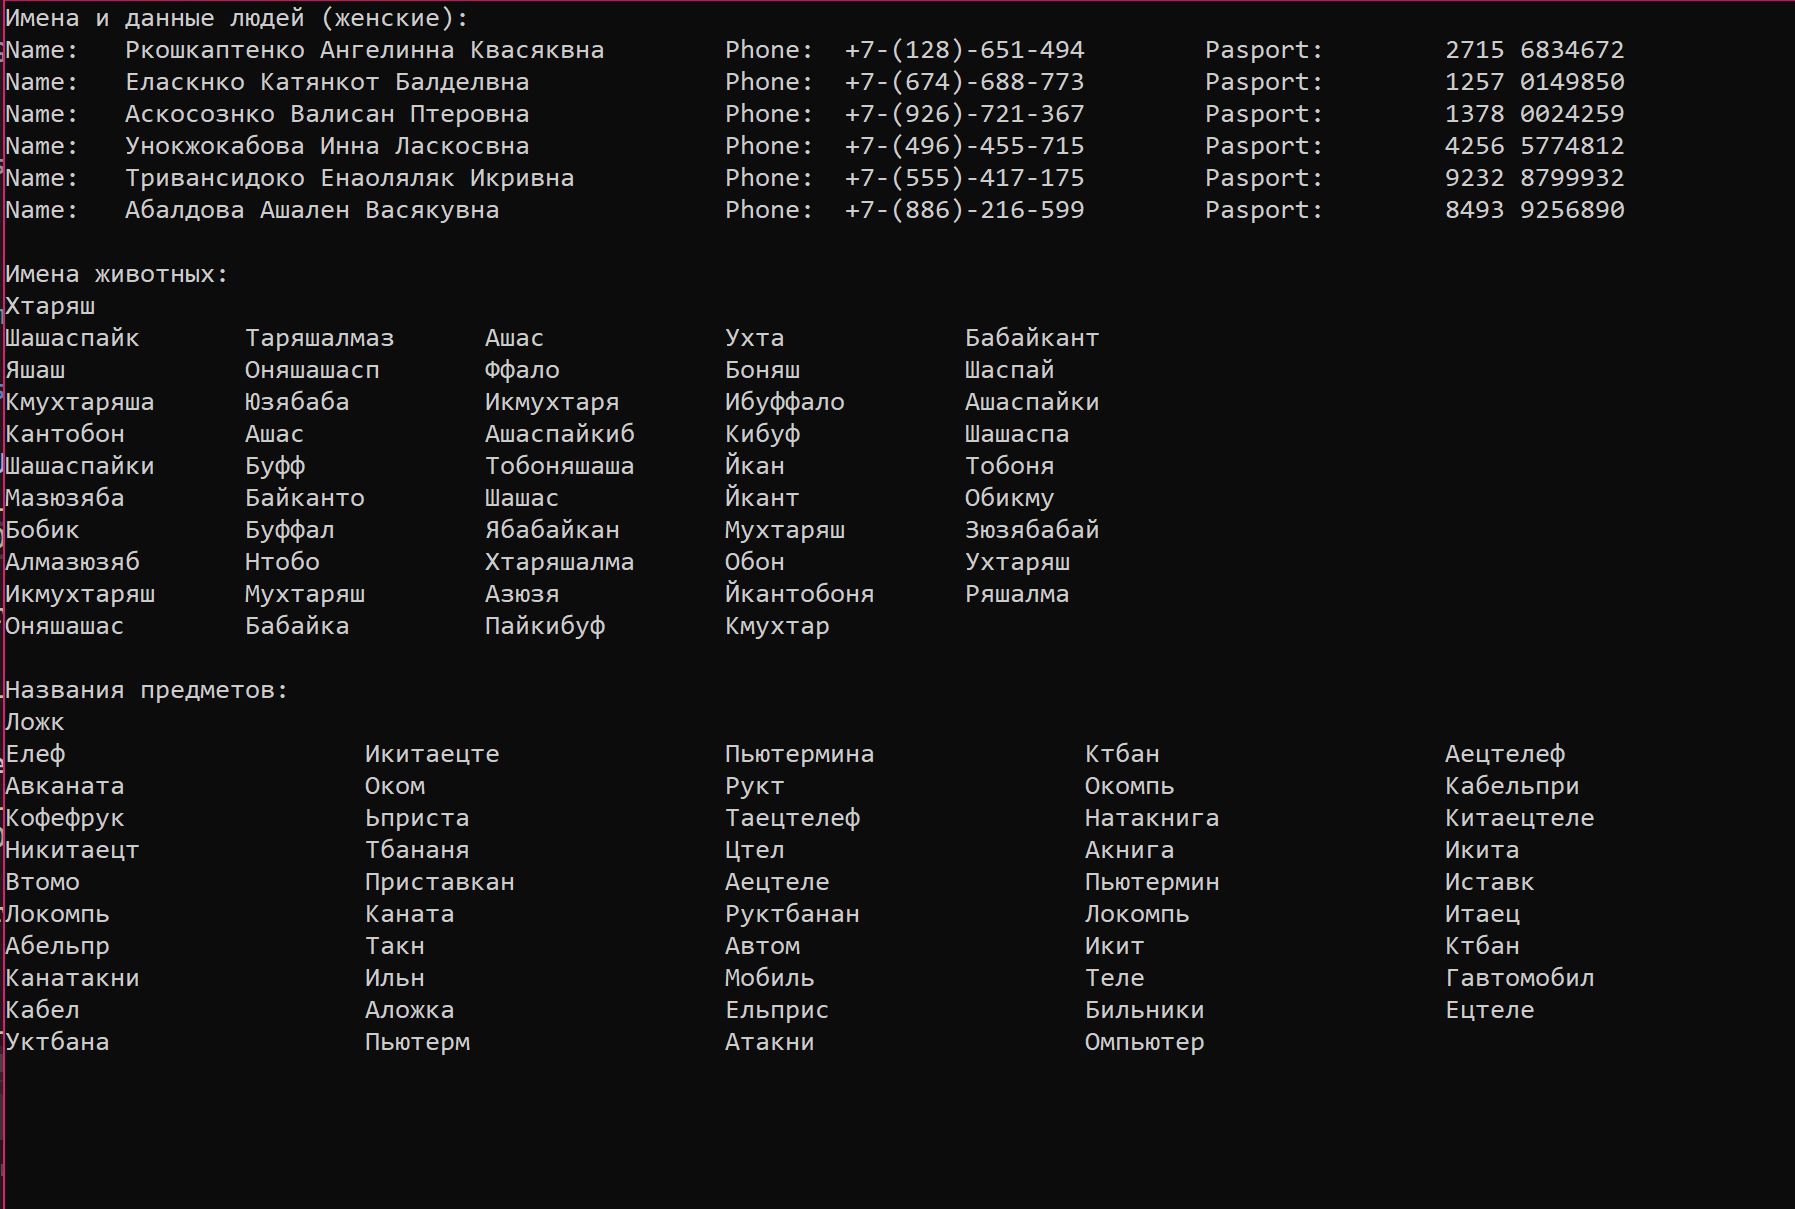 Имена и данные людей (женские):
Name: Ркошкаптенко Ангелинна Квасяквна Phone: +7-(128)-651-494 Pasport: 2715 6834672
Name: Еласкнко Катянкот Балделвна Phone: +7-(674)-688-773 Pasport: 1257 0149850
Name: Аскосознко Валисан Птеровна Phone: +7-(926)-721-367 Pasport: 1378 0024259
Name: Унокжокабова Инна Ласкосвна Phone: +7-(496)-455-715 Pasport: 4256 5774812
Name: Тривансидоко Енаоляляк Икривна Phone: +7-(555)-417-175 Pasport: 9232 8799932
Name: Абалдова Ашален Васякувна Phone: +7-(886)-216-599 Pasport: 8493 9256890
Имена животных:
Хтаряш
Шашаспайк Таряшалмаз Ашас Ухта Бабайкант
Яшаш Оняшашасп Ффало Боняш Шаспай
Кмухтаряша Юзябаба Икмухтаря Ибуффало Ашаспайки
Кантобон Ашас Ашаспайкиб Кибуф Шашаспа
Шашаспайки Буфф Тобоняшаша Йкан Тобоня
Мазюзяба Байканто Шашас Йкант Обикму
Бобик Буффал Ябабайкан Мухтаряш Зюзябабай
Алмазюзяб Нтобо Хтаряшалма Обон Ухтаряш
Икмухтаряш Мухтаряш Азюзя Йкантобоня Ряшалма
Оняшашас Бабайка Пайкибуф Кмухтар
Названия предметов:
Ложк
Елеф Икитаецте Пьютермина Ктбан Аецтелеф
Авканата Оком Рукт Окомпь Кабельпри
Кофефрук Ьприста Таецтелеф Натакнига Китаецтеле
Никитаецт Тбананя Цтел Акнига Икита
Втомо Приставкан Аецтеле Пьютермин Иставк
Локомпь Каната Руктбанан Локомпь Итаец
Абельпр Такн Автом Икит Ктбан
Канатакни Ильн Мобиль Теле Гавтомобил
Кабел Аложка Ельприс Бильники Ецтеле
Уктбана Пьютерм Атакни Омпьютер